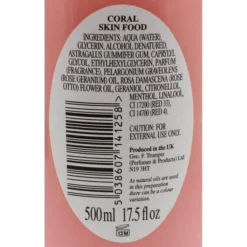 CORAL
SKIN FOOD
INGREDIENTS: AQUA (WATER),
GLYCERIN, ALCOHOL DENATURED,
ASTRAGALUS GUMMIFER GUM, CAPRYLYL
GLYCOL, ETHYLHEXYLGLYCERIN, PARFUM
(FRAGRANCE), PELARGONIUM GRAVEOLENS
(ROSE GERANIUM) OIL, ROSA DAMASCENA (ROSE
OTTO) FLOWER OIL, GERANIOL, CITRONELLOL,
MENTHOL, LINALOOL,
CI 17200 (RED 33),
CI 14700 (RED 4).
CAUTION: FOR
EXTERNAL USE ONLY.
Produced in the UK
Geo. F. Trumper
(Perfumer & Products) Ltd
N19 3HT
As natural oils are used in
this preparation there
can be a colour
variation.
5038607141258>
12M
500ml 17.5 fl oz